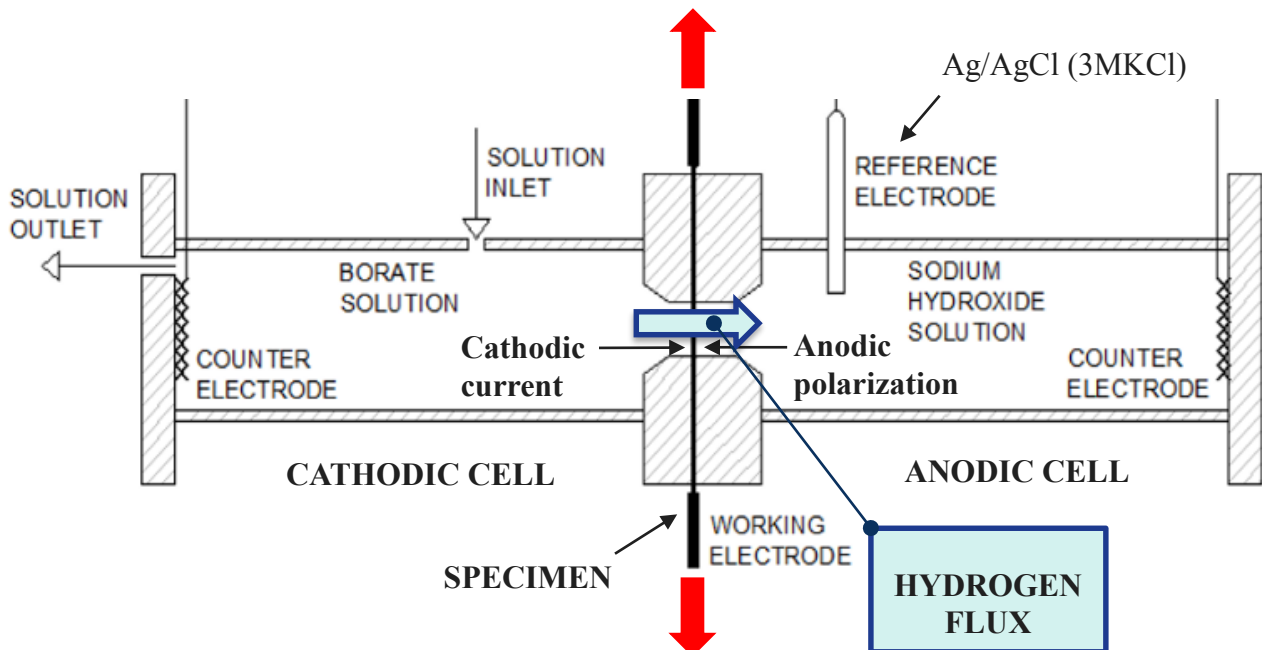 Ag/AgCl (3MKCl)
SOLUTION
INLET
REFERENCE
ELECTRODE
SOLUTION
OUTLET
BORATE
SOLUTION
SODIUM
HYDROXIDE
SOLUTION
Cathodic
current
Anodic
polarization
COUNTER
ELECTRODE
COUNTER
ELECTRODE
CATHODIC CELL
ANODIC CELL
WORKING
ELECTRODE
SPECIMEN
HYDROGEN
FLUX